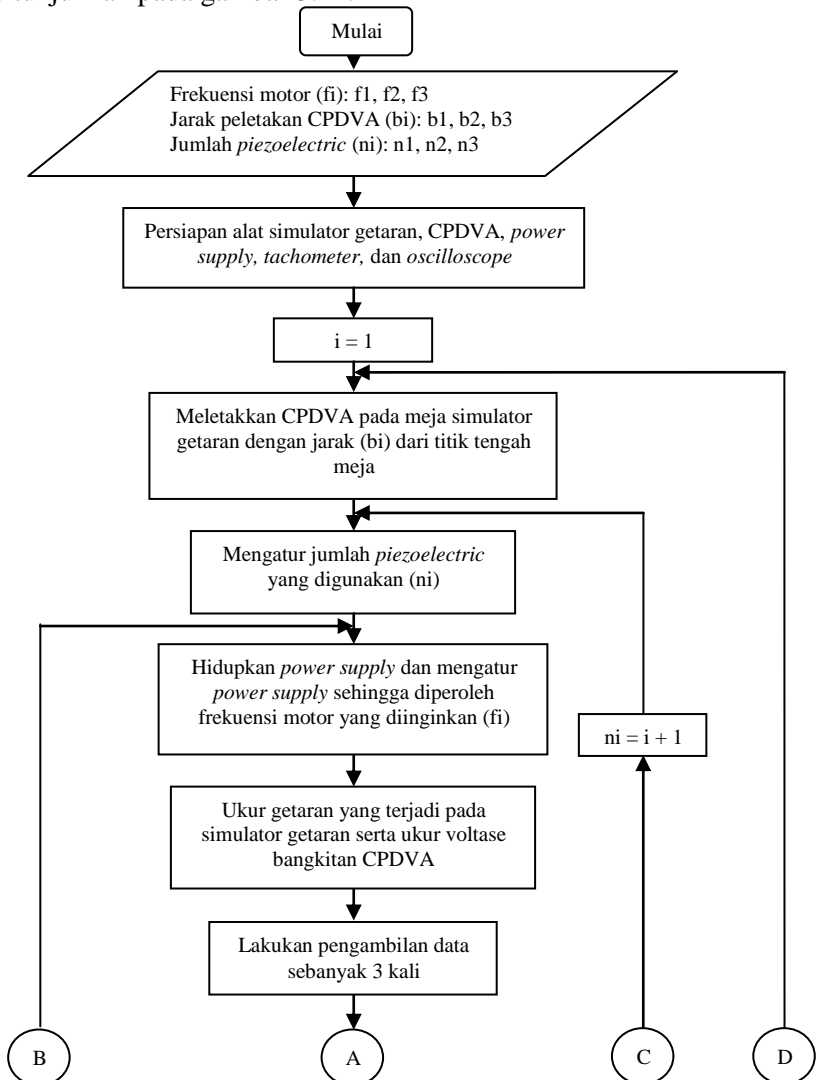 pada gambar
Mulai
Frekuensi motor (fi): f1, f2, f3
Jarak peletakan CPDVA (bi): b1, b2, b3
Jumlah piezoelectric (ni): n1, n2, n3
Persiapan alat simulator getaran, CPDVA, power
supply, tachometer, dan oscilloscope
i = 1
Meletakkan CPDVA pada meja simulator
getaran dengan jarak (bi) dari titik tengah
meja
Mengatur jumlah piezoelectric
yang digunakan (ni)
Hidupkan power supply dan mengatur
power supply sehingga diperoleh
frekuensi motor yang diinginkan (fi)
ni = i + 1
Ukur getaran yang terjadi pada
simulator getaran serta ukur voltase
bangkitan CPDVA
Lakukan pengambilan data
sebanyak 3 kali
B
A
C
D